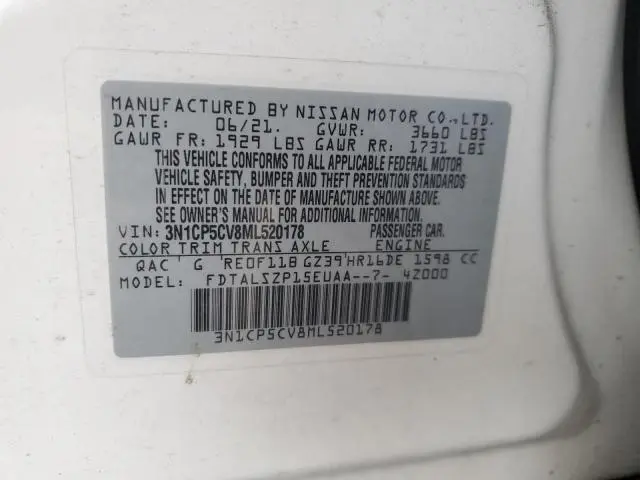 MANUFACTURED BY NISSAN MOTOR CO.,LTD.
DATE: 06/21. GVWR: 3660 LBS
GAWR FR: 1929 LBS GAWR RR: 1731 LBS
THIS VEHICLE CONFORMS TO ALL APPLICABLE FEDERAL MOTOR
VEHICLE SAFETY, BUMPER AND THEFT PREVENTION STANDARDS
IN EFFECT ON THE DATE OF MANUFACTURE SHOWN ABOVE.
SEE OWNER'S MANUAL FOR ADDITIONAL INFORMATION.
VIN: 3N1CP5CV8ML520178 PASSENGER CAR.
COLOR TRIM TRANS AXLE ENGINE
QAC ' G ' RE0F11B GZ39'HR16DE 1598 CC
MODEL: FDTALSZP15EUAA--7- 42000
3N1CP5CV8ML520178